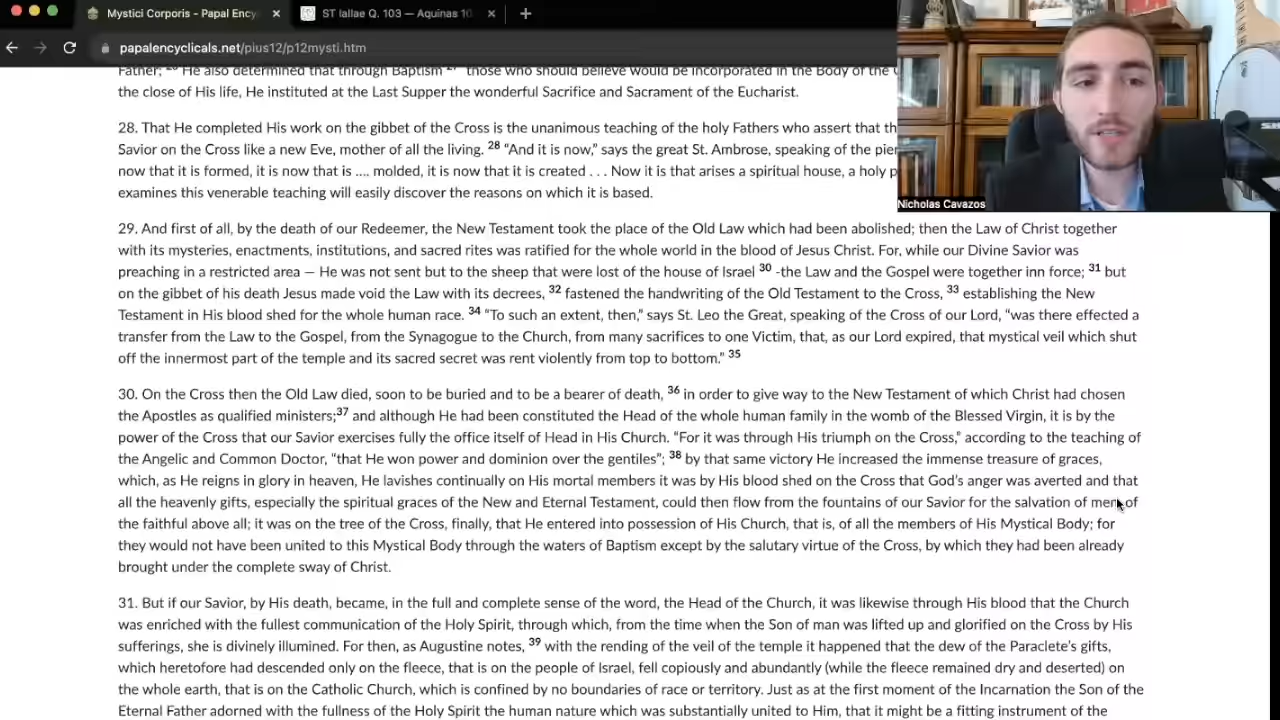 Mystici Corporis - Papal Ency
ST IaIIae Q. 103 — Aquinas 10
papalencyclicals.net/pius12/p12mysti.htm
Father; 26 He also determined that through Baptism 27 those who should believe would be incorporated in the Body of the C
the close of His life, He instituted at the Last Supper the wonderful Sacrifice and Sacrament of the Eucharist.
28. That He completed His work on the gibbet of the Cross is the unanimous teaching of the holy Fathers who assert that th
Savior on the Cross like a new Eve, mother of all the living. 28 “And it is now,” says the great St. Ambrose, speaking of the pier
now that it is formed, it is now that is .... molded, it is now that it is created . . . Now it is that arises a spiritual house, a holy p
examines this venerable teaching will easily discover the reasons on which it is based.
Nicholas Cavazos
29. And first of all, by the death of our Redeemer, the New Testament took the place of the Old Law which had been abolished; then the Law of Christ together
with its mysteries, enactments, institutions, and sacred rites was ratified for the whole world in the blood of Jesus Christ. For, while our Divine Savior was
preaching in a restricted area – He was not sent but to the sheep that were lost of the house of Israel 30 -the Law and the Gospel were together inn force; 31 but
on the gibbet of his death Jesus made void the Law with its decrees, 32 fastened the handwriting of the Old Testament to the Cross, 33 establishing the New
Testament in His blood shed for the whole human race. 34 “To such an extent, then,” says St. Leo the Great, speaking of the Cross of our Lord, “was there effected a
transfer from the Law to the Gospel, from the Synagogue to the Church, from many sacrifices to one Victim, that, as our Lord expired, that mystical veil which shut
off the innermost part of the temple and its sacred secret was rent violently from top to bottom.” 35
30. On the Cross then the Old Law died, soon to be buried and to be a bearer of death, 36 in order to give way to the New Testament of which Christ had chosen
the Apostles as qualified ministers;37 and although He had been constituted the Head of the whole human family in the womb of the Blessed Virgin, it is by the
power of the Cross that our Savior exercises fully the office itself of Head in His Church. “For it was through His triumph on the Cross,” according to the teaching of
the Angelic and Common Doctor, “that He won power and dominion over the gentiles”; 38 by that same victory He increased the immense treasure of graces,
which, as He reigns in glory in heaven, He lavishes continually on His mortal members it was by His blood shed on the Cross that God’s anger was averted and that
all the heavenly gifts, especially the spiritual graces of the New and Eternal Testament, could then flow from the fountains of our Savior for the salvation of men of
the faithful above all; it was on the tree of the Cross, finally, that He entered into possession of His Church, that is, of all the members of His Mystical Body; for
they would not have been united to this Mystical Body through the waters of Baptism except by the salutary virtue of the Cross, by which they had been already
brought under the complete sway of Christ.
31. But if our Savior, by His death, became, in the full and complete sense of the word, the Head of the Church, it was likewise through His blood that the Church
was enriched with the fullest communication of the Holy Spirit, through which, from the time when the Son of man was lifted up and glorified on the Cross by His
sufferings, she is divinely illumined. For then, as Augustine notes, 39 with the rending of the veil of the temple it happened that the dew of the Paraclete’s gifts,
which heretofore had descended only on the fleece, that is on the people of Israel, fell copiously and abundantly (while the fleece remained dry and deserted) on
the whole earth, that is on the Catholic Church, which is confined by no boundaries of race or territory. Just as at the first moment of the Incarnation the Son of the
Eternal Father adorned with the fullness of the Holy Spirit the human nature which was substantially united to Him, that it might be a fitting instrument of the